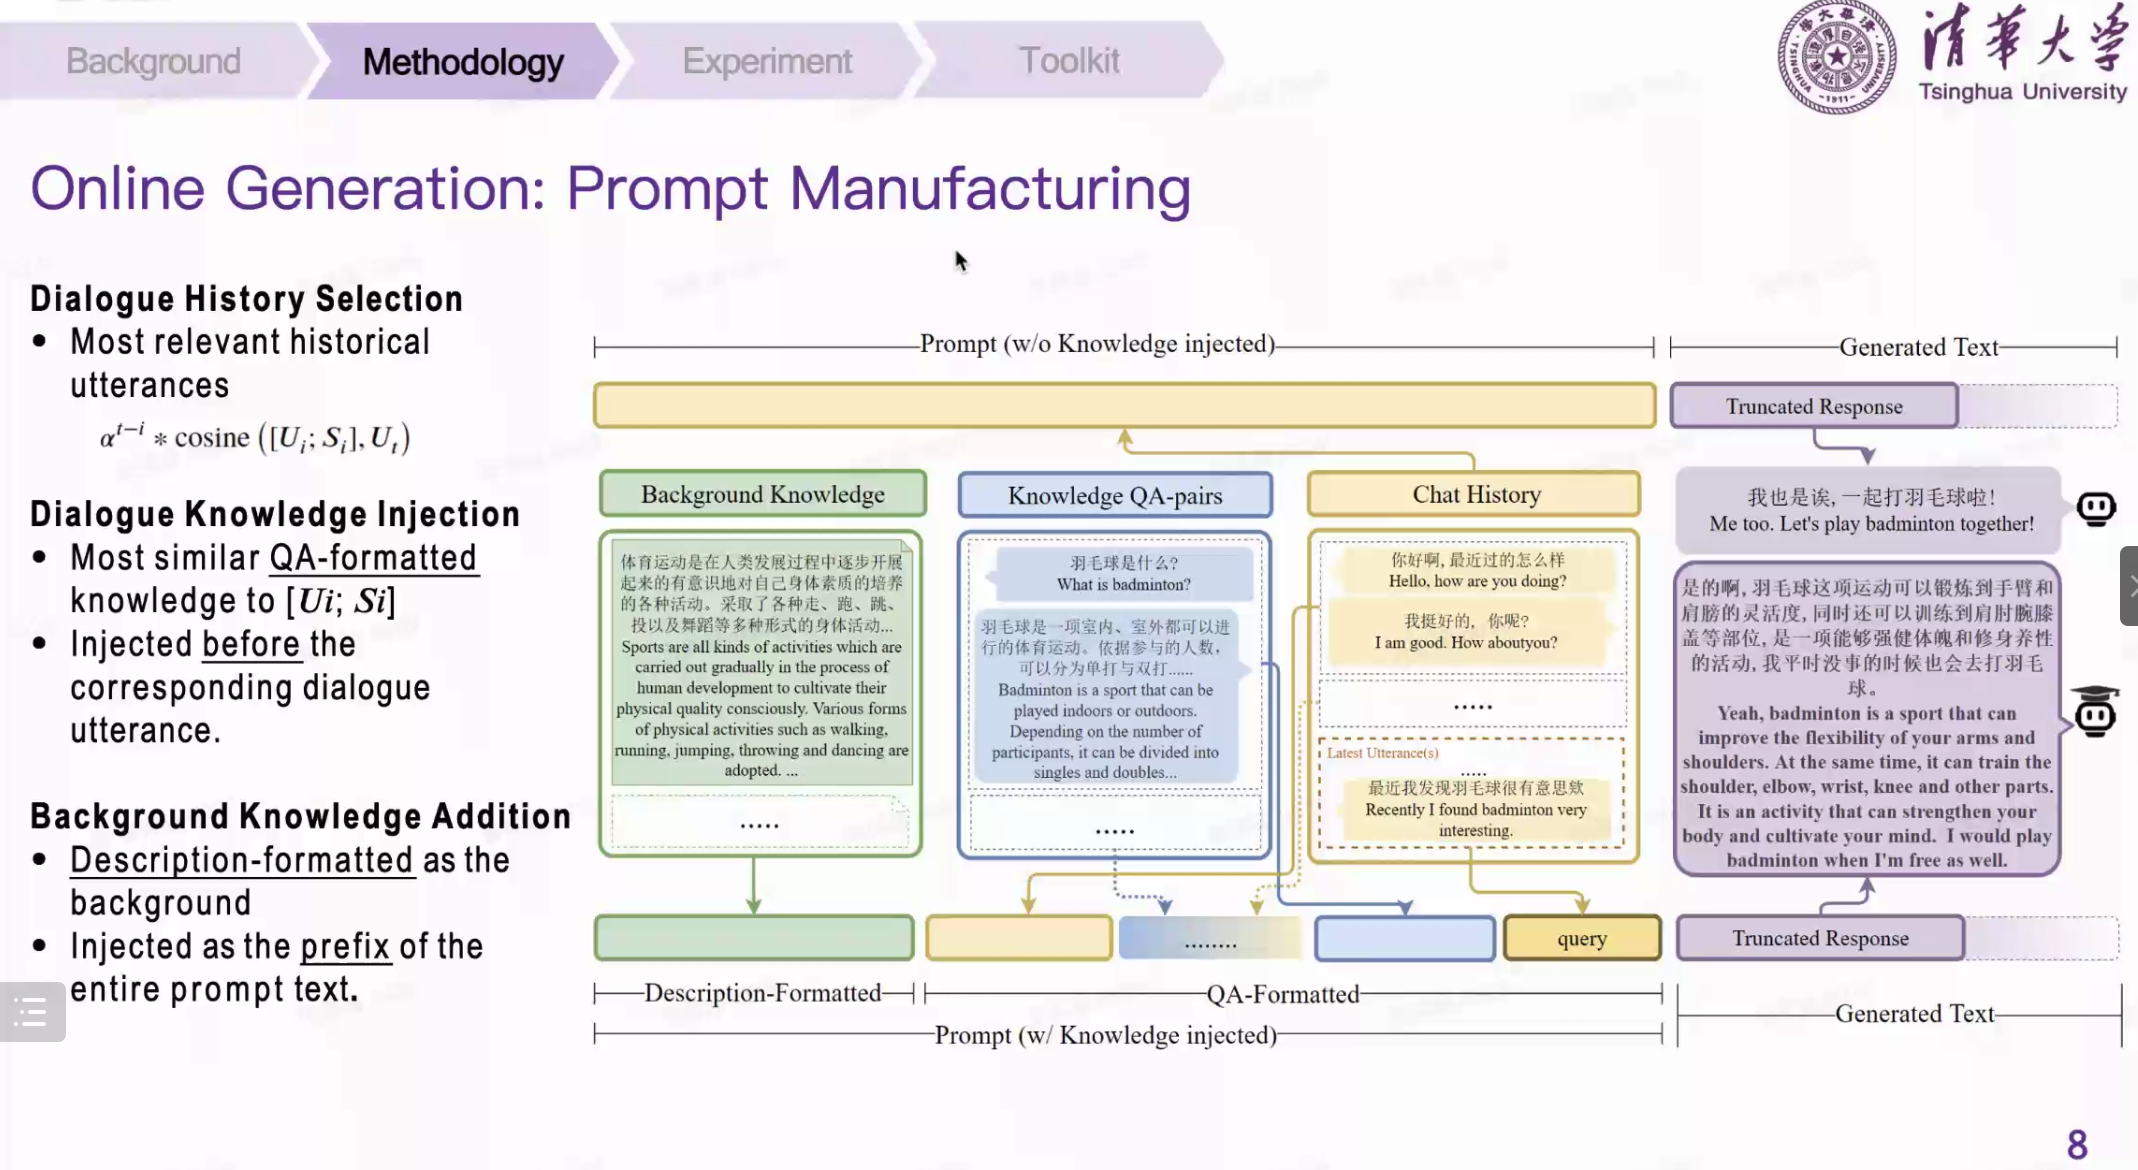 Background
Methodology
Experiment
Toolkit
清華大学
Tsinghua University
TSINGHUA UNIVERSITY
-1911-
Online Generation: Prompt Manufacturing
Dialogue History Selection
• Most relevant historical
utterances
α^{t−i} * cosine ([U_i; S_i], U_t)
Dialogue Knowledge Injection
• Most similar QA-formatted
knowledge to [Ui; Si]
• Injected before the
corresponding dialogue
utterance.
Background Knowledge Addition
• Description-formatted as the
background
• Injected as the prefix of the
entire prompt text.
Prompt (w/o Knowledge injected)
Generated Text
Truncated Response
Background Knowledge
体育运动是在人类发展过程中逐步开展
起来的有意识地对自己身体素质的培养
的各种活动。采取了各种走、跑、跳、
投以及舞蹈等多种形式的身体活动...
Sports are all kinds of activities which are
carried out gradually in the process of
human development to cultivate their
physical quality consciously. Various forms
of physical activities such as walking,
running, jumping, throwing and dancing are
adopted. ...
.....
Knowledge QA-pairs
羽毛球是什么?
What is badminton?
羽毛球是一项室内、室外都可以进
行的体育运动。依据参与的人数,
可以分为单打与双打......
Badminton is a sport that can be
played indoors or outdoors.
Depending on the number of
participants, it can be divided into
singles and doubles...
.....
Chat History
你好啊, 最近过的怎么样
Hello, how are you doing?
我挺好的，你呢?
I am good. How aboutyou?
.....
Latest Utterance(s)
.....
最近我发现羽毛球很有意思欸
Recently I found badminton very
interesting.
我也是诶, 一起打羽毛球啦!
Me too. Let's play badminton together!
是的啊, 羽毛球这项运动可以锻炼到手臂和
肩膀的灵活度, 同时还可以训练到肩肘腕膝
盖等部位, 是一项能够强健体魄和修身养性
的活动, 我平时没事的时候也会去打羽毛
球。
Yeah, badminton is a sport that can
improve the flexibility of your arms and
shoulders. At the same time, it can train the
shoulder, elbow, wrist, knee and other parts.
It is an activity that can strengthen your
body and cultivate your mind. I would play
badminton when I'm free as well.
........
query
Truncated Response
Description-Formatted
QA-Formatted
Prompt (w/ Knowledge injected)
Generated Text
8